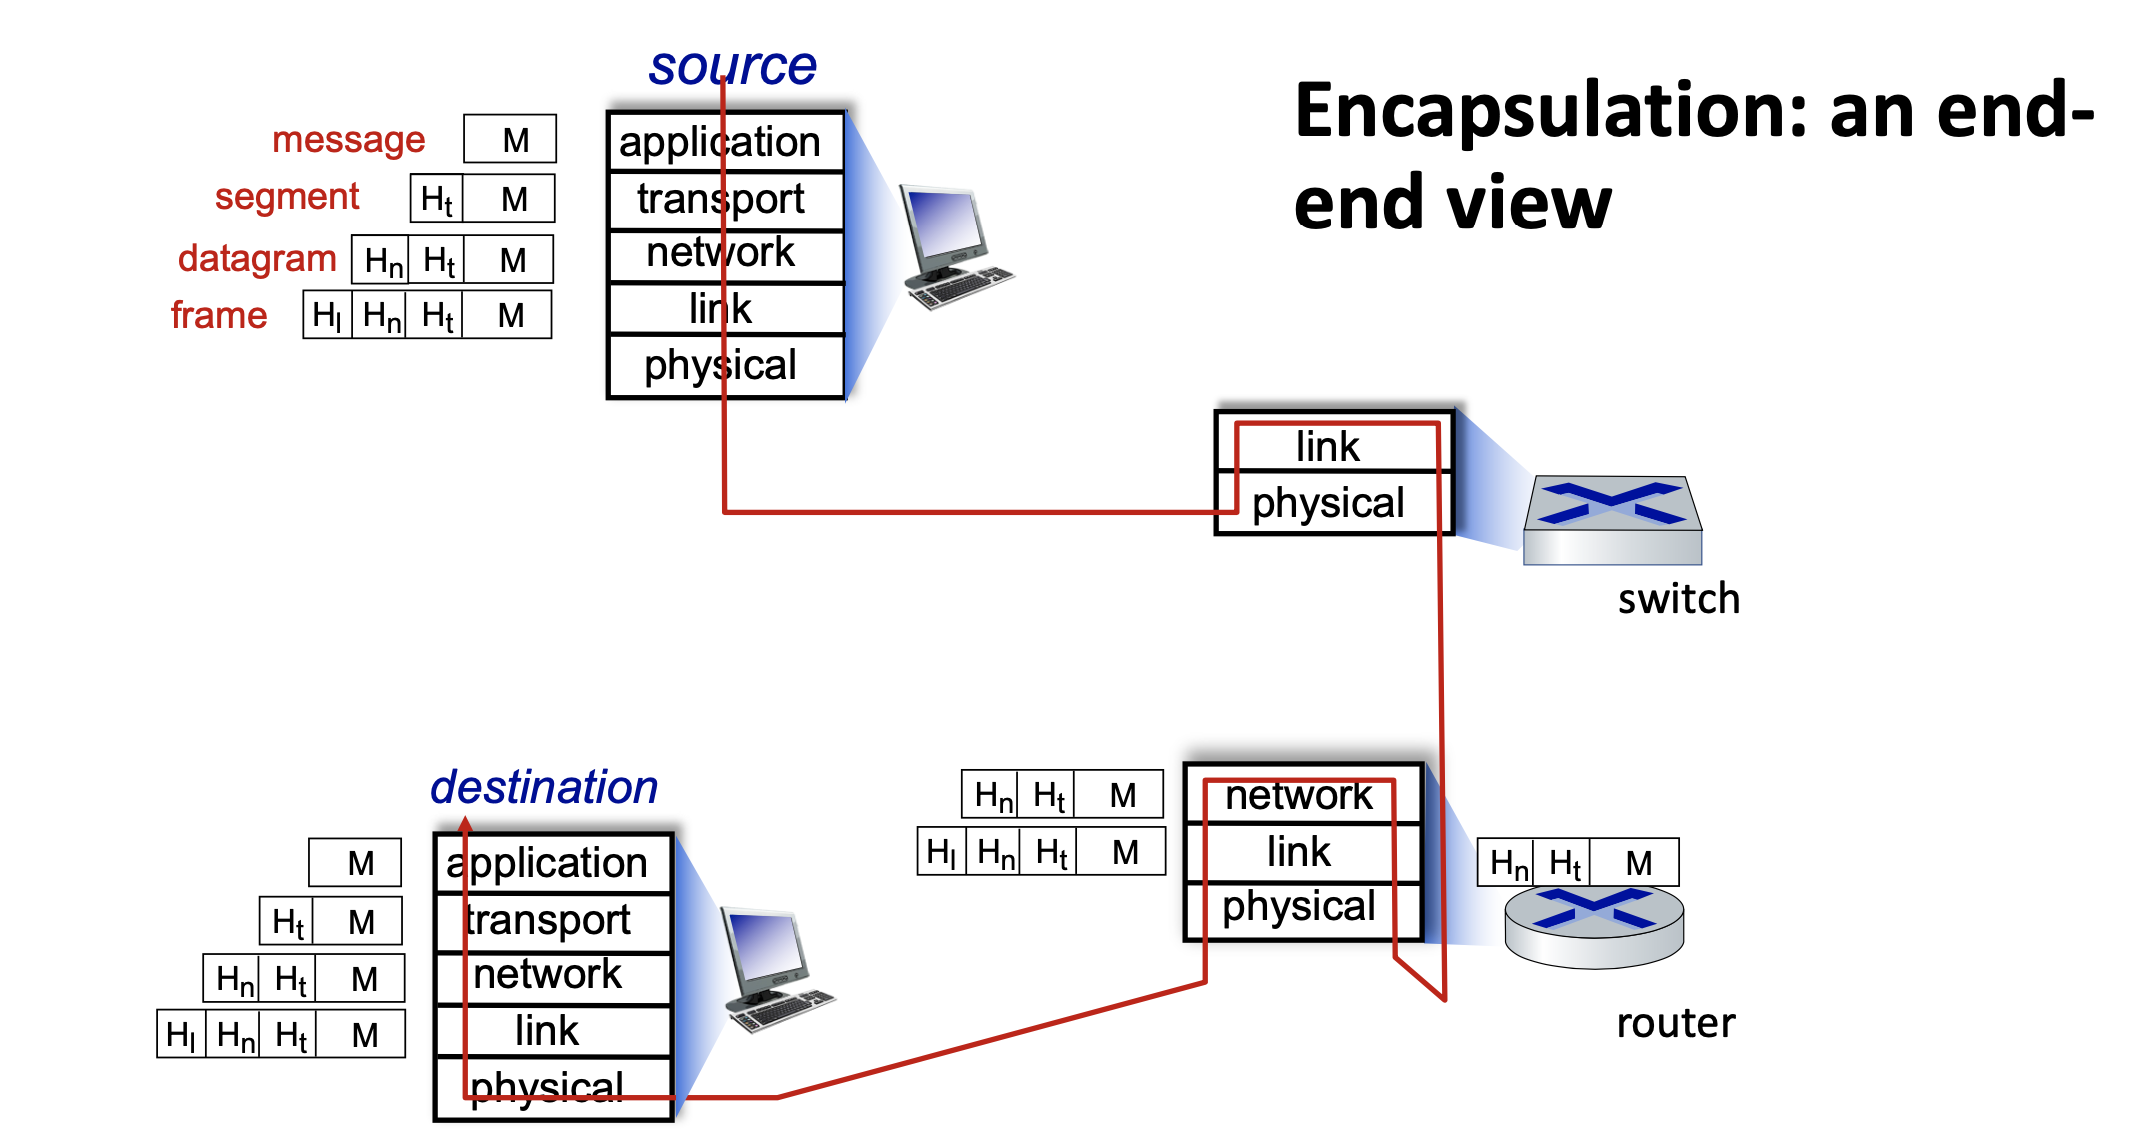 source
Encapsulation: an end-
end view
message M
segment Ht M
datagram Hn Ht M
frame Hl Hn Ht M
application
transport
network
link
physical
link
physical
switch
destination
M
Ht M
Hn Ht M
Hl Hn Ht M
application
transport
network
link
physical
Hn Ht M
Hl Hn Ht M
network
link
physical
Hn Ht M
router